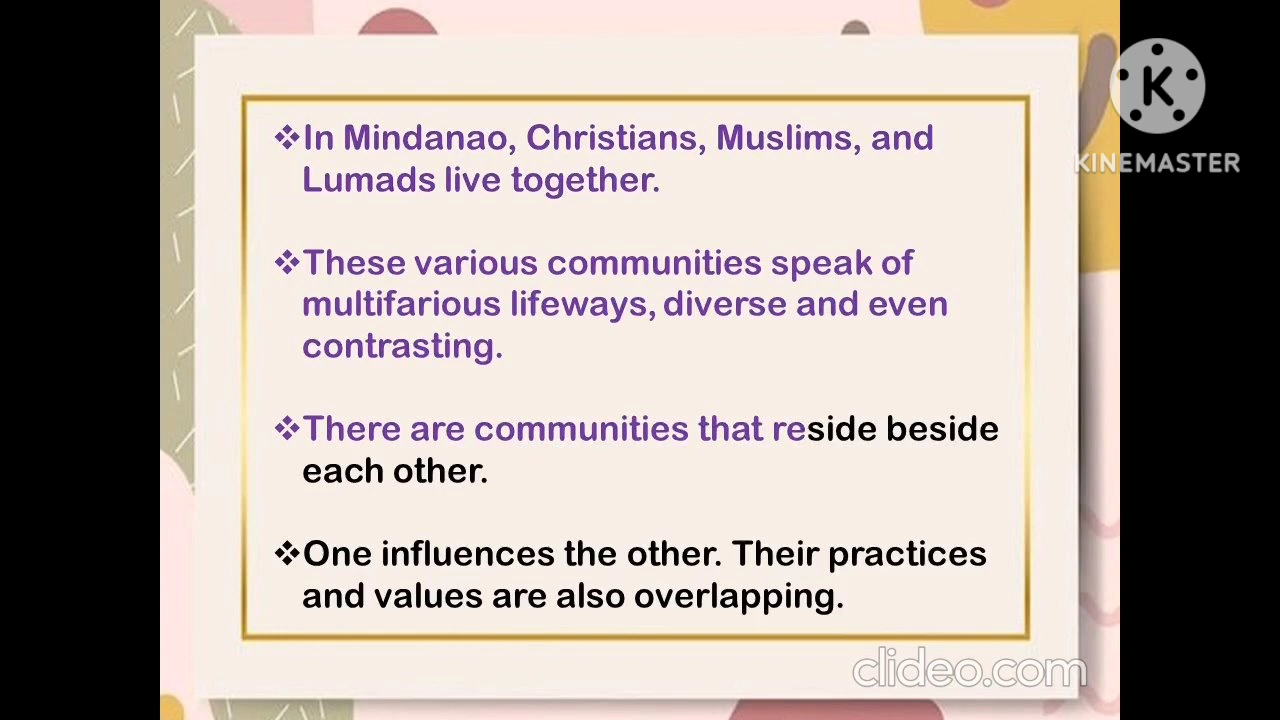 ❖In Mindanao, Christians, Muslims, and
Lumads live together.
❖These various communities speak of
multifarious lifeways, diverse and even
contrasting.
❖There are communities that reside beside
each other.
❖One influences the other. Their practices
and values are also overlapping.
K
KINEMASTER
clideo.com